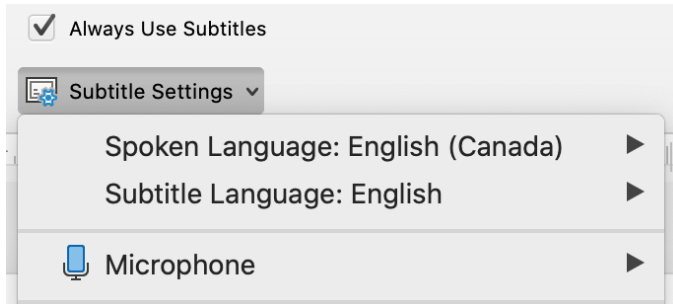 Always Use Subtitles
Subtitle Settings
Spoken Language: English (Canada)
Subtitle Language: English
Microphone